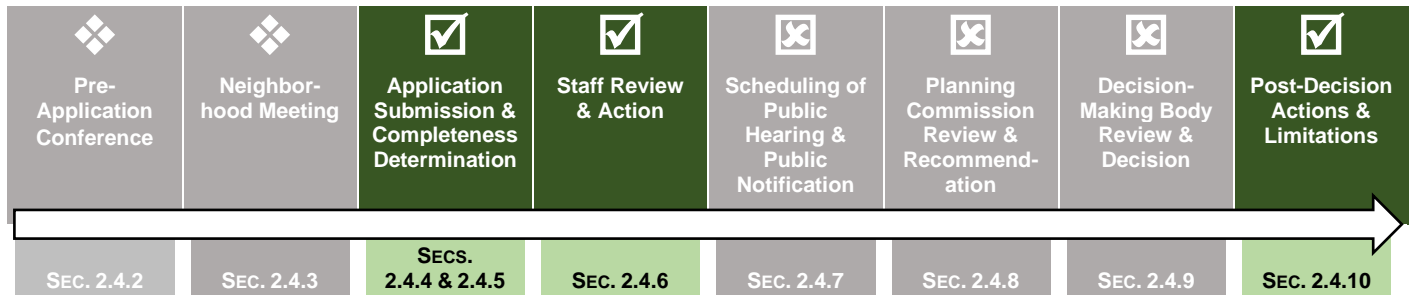 Pre-
Application
Conference
Neighbor-
hood Meeting
Application
Submission &
Completeness
Determination
Staff Review
& Action
Scheduling of
Public
Hearing &
Public
Notification
Planning
Commission
Review &
Recommend-
ation
Decision-
Making Body
Review &
Decision
Post-Decision
Actions &
Limitations
SEC. 2.4.2
SEC. 2.4.3
SECS.
2.4.4 & 2.4.5
SEC. 2.4.6
SEC. 2.4.7
SEC. 2.4.8
SEC. 2.4.9
SEC. 2.4.10